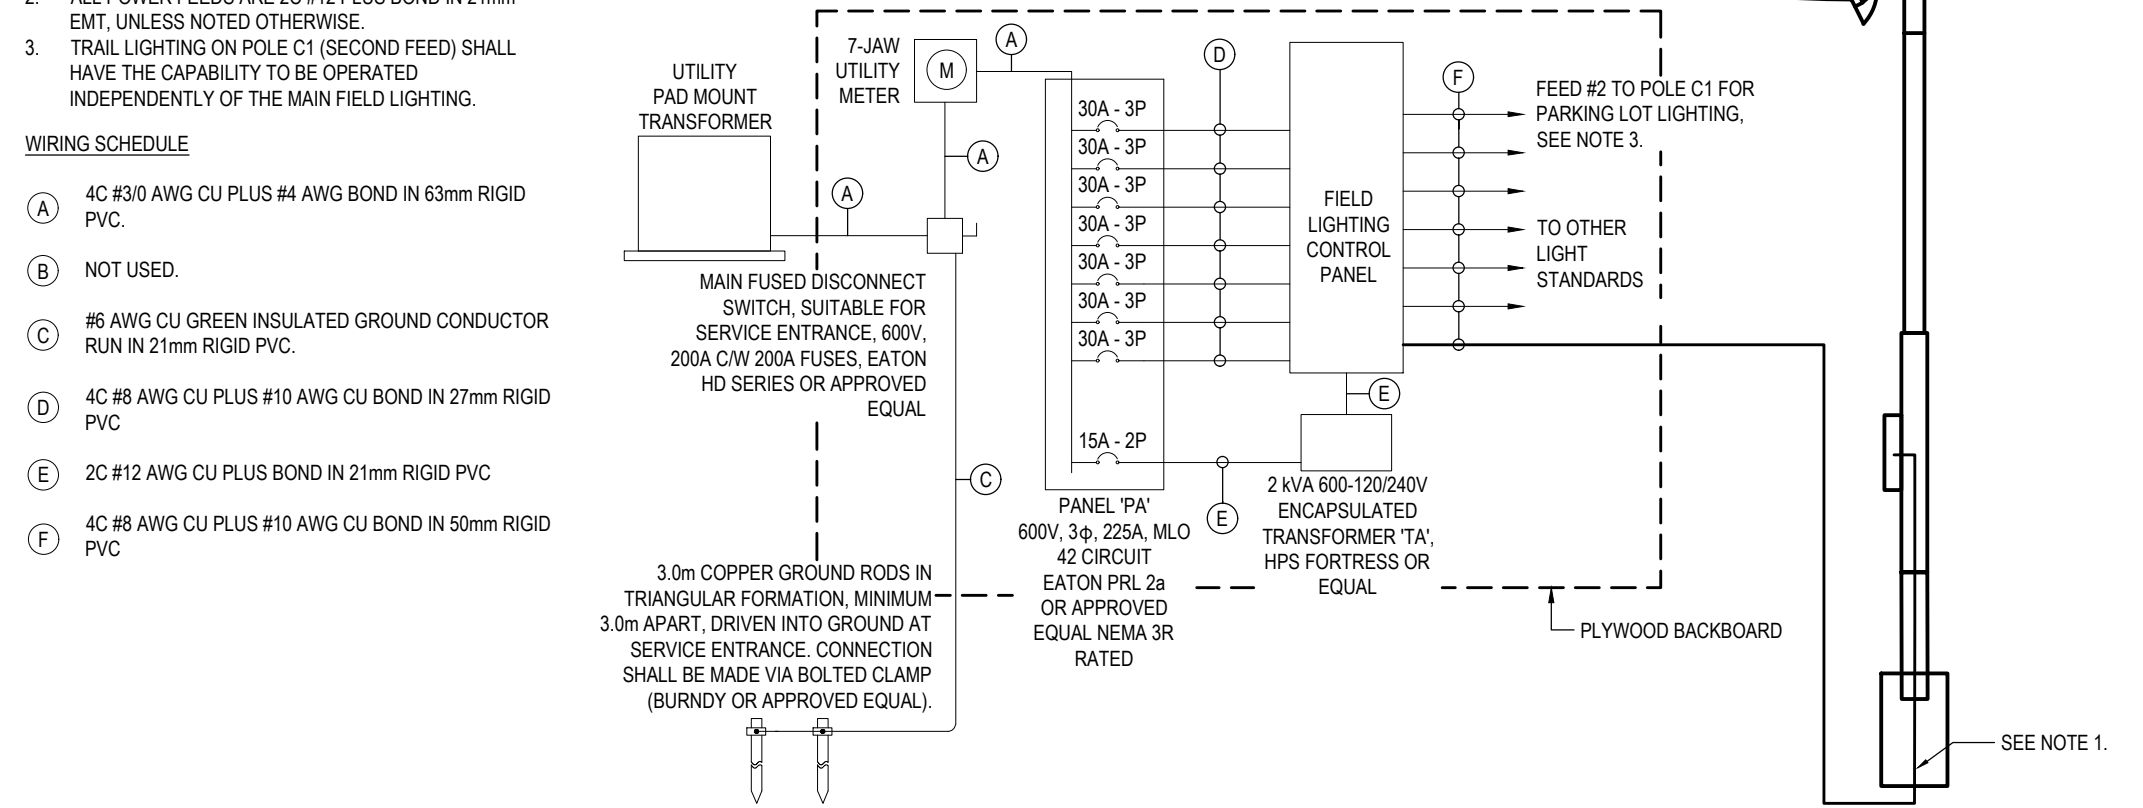 2. ALL POWER FEEDS ARE 2C #12 PLUS BOND IN 21mm
EMT, UNLESS NOTED OTHERWISE.
3. TRAIL LIGHTING ON POLE C1 (SECOND FEED) SHALL
HAVE THE CAPABILITY TO BE OPERATED
INDEPENDENTLY OF THE MAIN FIELD LIGHTING.
WIRING SCHEDULE
A 4C #3/0 AWG CU PLUS #4 AWG BOND IN 63mm RIGID
PVC.
B NOT USED.
C #6 AWG CU GREEN INSULATED GROUND CONDUCTOR
RUN IN 21mm RIGID PVC.
D 4C #8 AWG CU PLUS #10 AWG CU BOND IN 27mm RIGID
PVC
E 2C #12 AWG CU PLUS BOND IN 21mm RIGID PVC
F 4C #8 AWG CU PLUS #10 AWG CU BOND IN 50mm RIGID
PVC
UTILITY
PAD MOUNT
TRANSFORMER
7-JAW
UTILITY
METER
M
A
A
A
MAIN FUSED DISCONNECT
SWITCH, SUITABLE FOR
SERVICE ENTRANCE, 600V,
200A C/W 200A FUSES, EATON
HD SERIES OR APPROVED
EQUAL
C
3.0m COPPER GROUND RODS IN
TRIANGULAR FORMATION, MINIMUM
3.0m APART, DRIVEN INTO GROUND AT
SERVICE ENTRANCE. CONNECTION
SHALL BE MADE VIA BOLTED CLAMP
(BURNDY OR APPROVED EQUAL).
30A - 3P
30A - 3P
30A - 3P
30A - 3P
30A - 3P
30A - 3P
30A - 3P
15A - 2P
PANEL 'PA'
600V, 3ϕ, 225A, MLO
42 CIRCUIT
EATON PRL 2a
OR APPROVED
EQUAL NEMA 3R
RATED
D
E
FIELD
LIGHTING
CONTROL
PANEL
E
2 kVA 600-120/240V
ENCAPSULATED
TRANSFORMER 'TA',
HPS FORTRESS OR
EQUAL
F
FEED #2 TO POLE C1 FOR
PARKING LOT LIGHTING,
SEE NOTE 3.
TO OTHER
LIGHT
STANDARDS
PLYWOOD BACKBOARD
SEE NOTE 1.